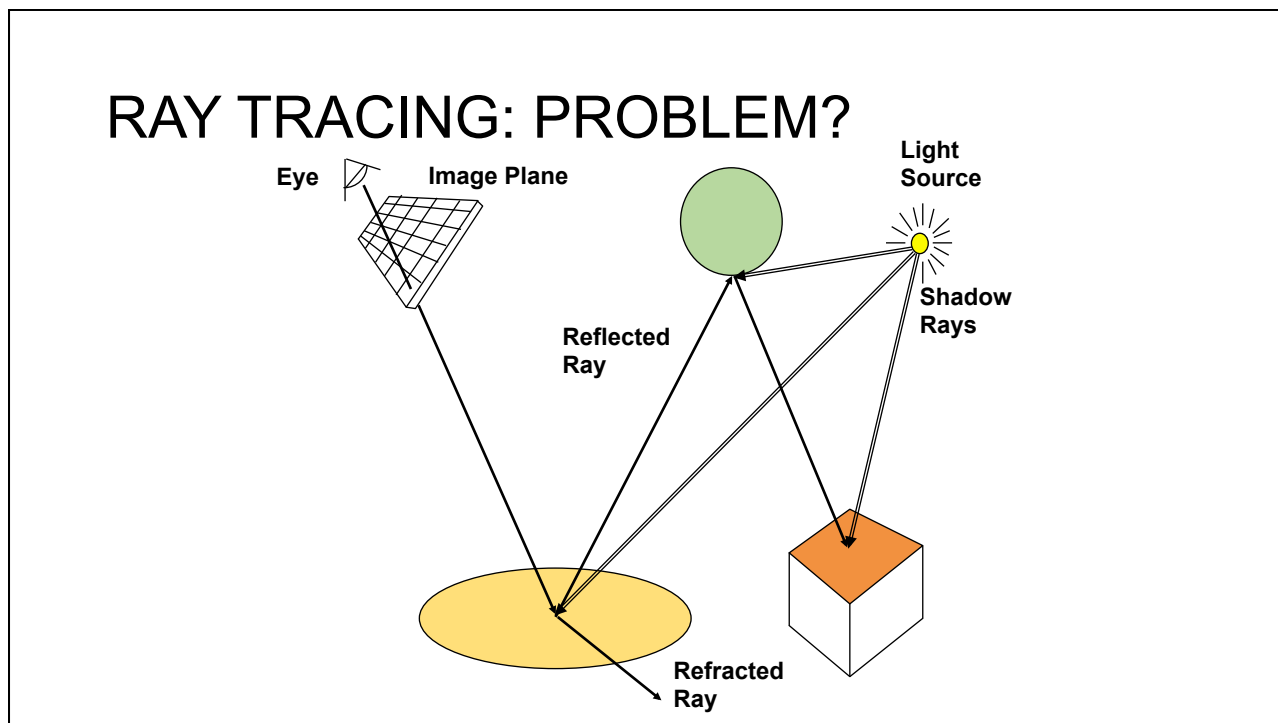 RAY TRACING: PROBLEM?
Eye
Image Plane
Light
Source
Shadow
Rays
Reflected
Ray
Refracted
Ray